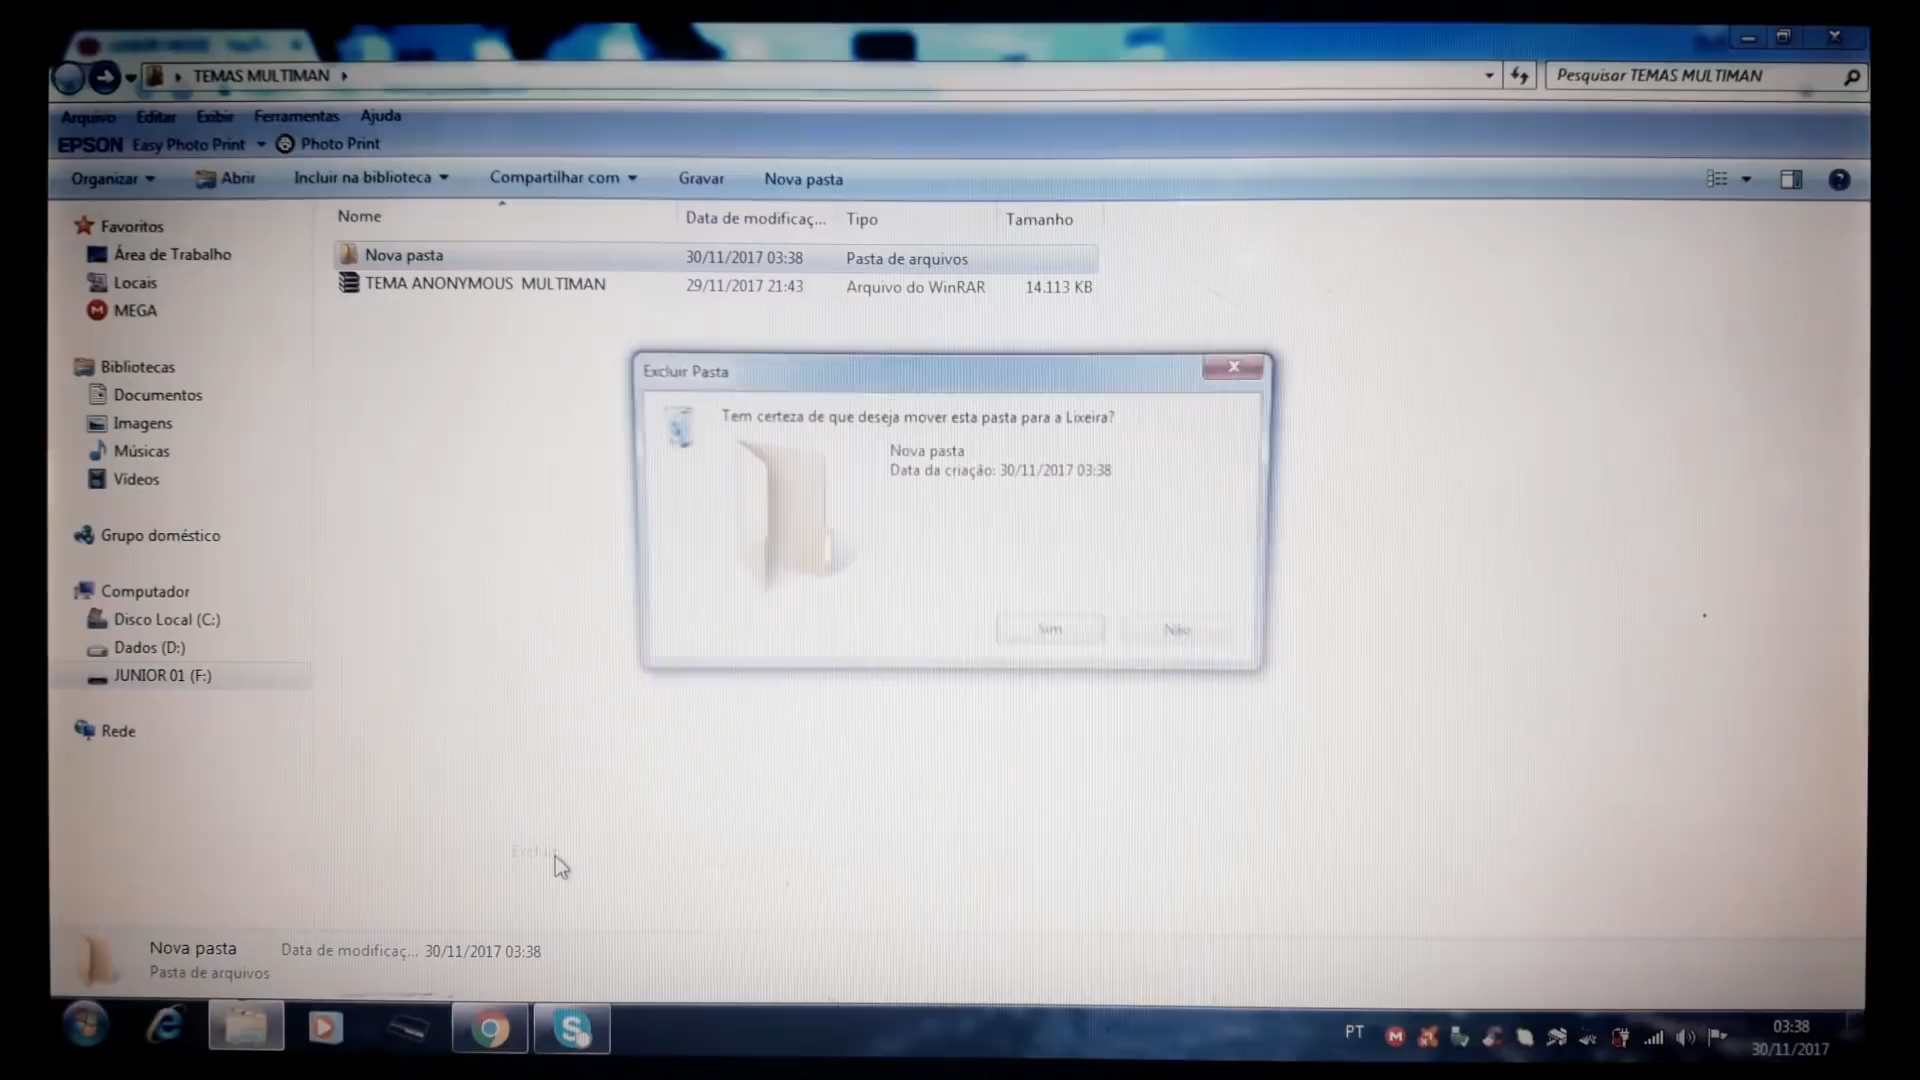 TEMAS MULTIMAN
Pesquisar TEMAS MULTIMAN
Arquivo Editar Exibir Ferramentas Ajuda
EPSON Easy Photo Print Photo Print
Organizar Abrir Incluir na biblioteca Compartilhar com Gravar Nova pasta
Nome Data de modificaç... Tipo Tamanho
Nova pasta 30/11/2017 03:38 Pasta de arquivos
TEMA ANONYMOUS MULTIMAN 29/11/2017 21:43 Arquivo do WinRAR 14.113 KB
Favoritos
Área de Trabalho
Locais
MEGA
Bibliotecas
Documentos
Imagens
Músicas
Vídeos
Grupo doméstico
Computador
Disco Local (C:)
Dados (D:)
JUNIOR 01 (F:)
Rede
Excluir Pasta
Tem certeza de que deseja mover esta pasta para a Lixeira?
Nova pasta
Data da criação: 30/11/2017 03:38
Sim Não
Excluir
Nova pasta Data de modificaç... 30/11/2017 03:38
Pasta de arquivos
PT
03:38
30/11/2017